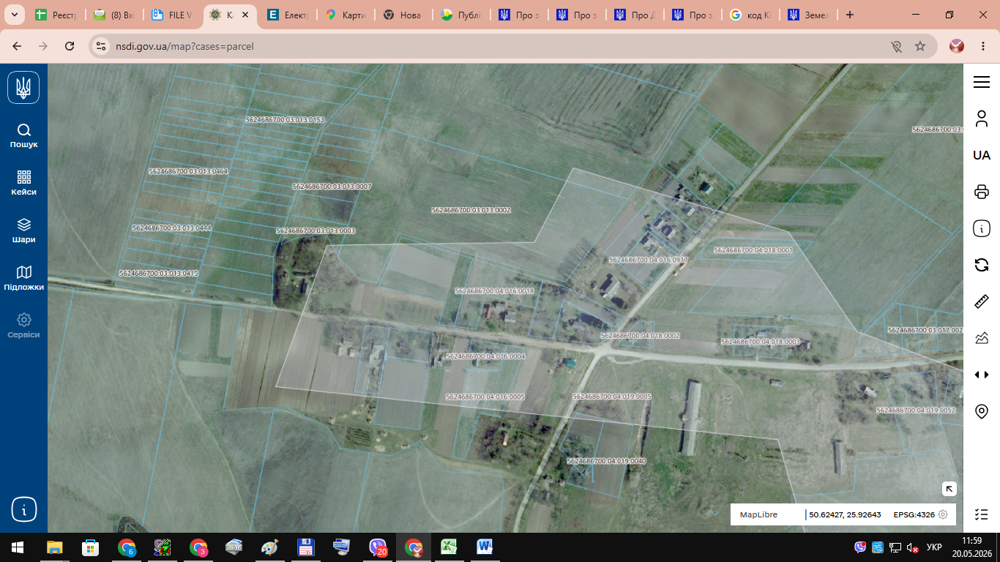 Реєстр
(8) Вхі
FILE V
Ка
Елект
Карти
Нова
Публі
Про з
Про з
Про Д
Про з
код К
Земел
nsdi.gov.ua/map?cases=parcel
Пошук
Кейси
Шари
Підложки
Сервіси
UA
5624686700:03:013:0153
5624686700:03:0
5624686700:03:013:0464
5624686700:03:013:0007
5624686700:03:013:0002
5624686700:03:013:0444
5624686700:03:013:0003
5624686700:04:018:0001
5624686700:04:016:0917
5624686700:03:013:0415
5624686700:04:016:0018
5624686700:03:017:002
5624686700:04:018:0002
5624686700:04:018:0003
5624686700:04:016:0004
5624686700:04:016:0005
5624686700:04:019:0005
5624686700:04:019:0052
5624686700:04:019:0040
MapLibre 50.62427, 25.92643 EPSG:4326
Б
3
20
УКР
11:59
20.05.2026